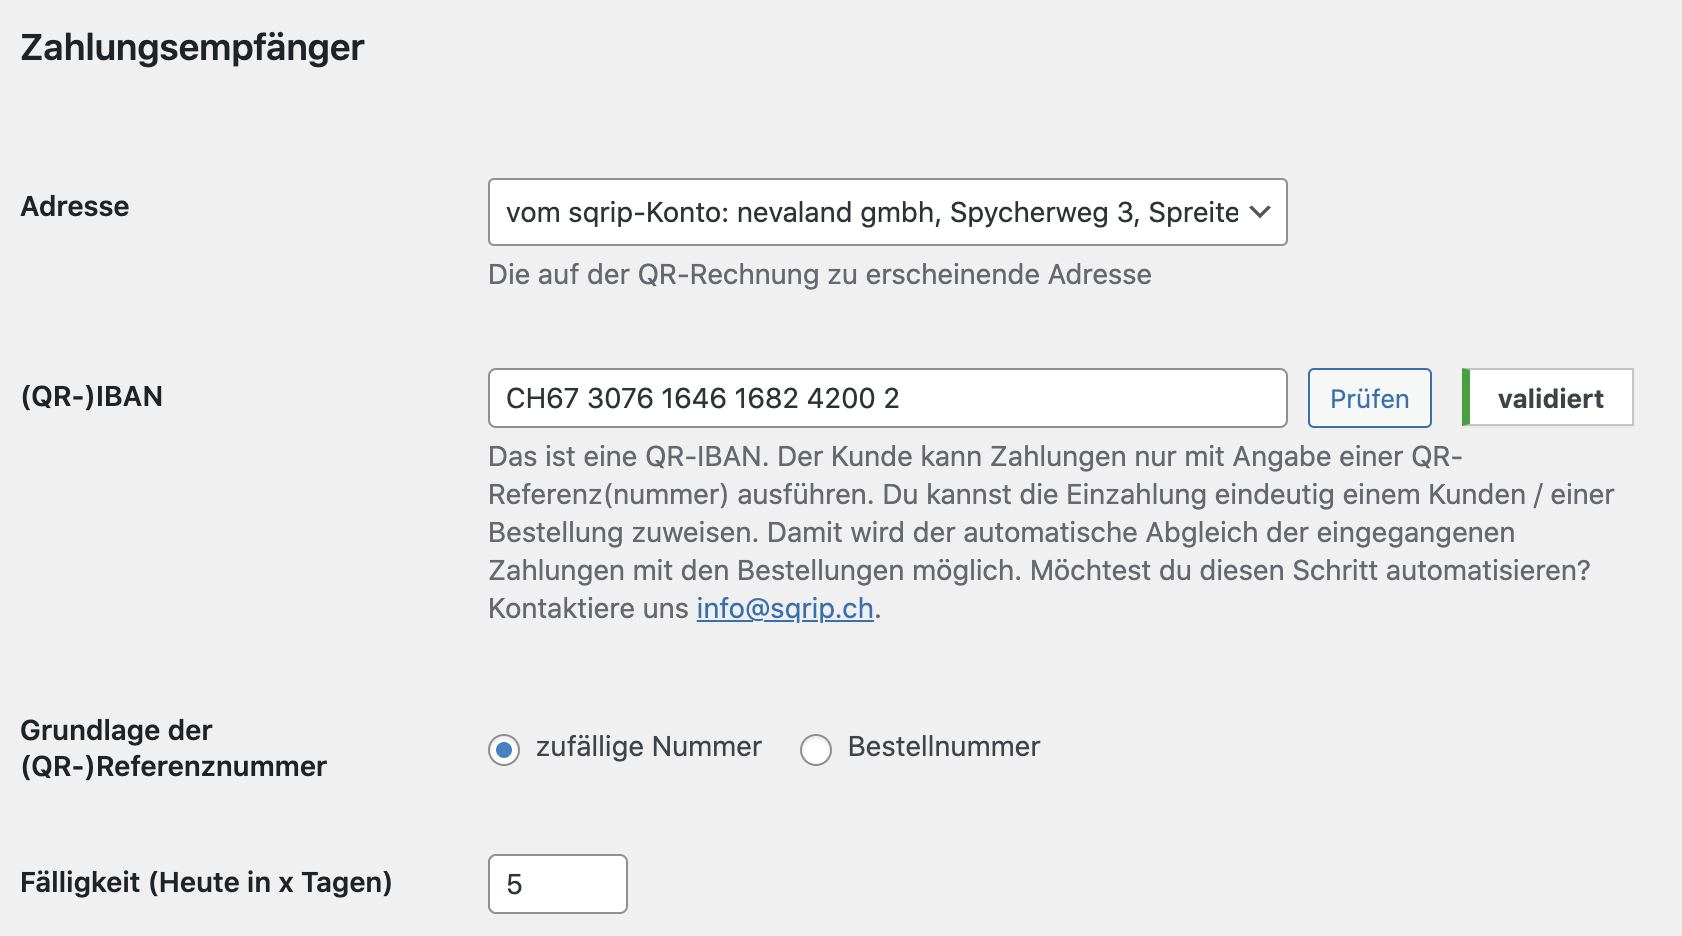 Zahlungsempfänger
Adresse
vom sqrip-Konto: nevaland gmbh, Spycherweg 3, Spreite
Die auf der QR-Rechnung zu erscheinende Adresse
(QR-)IBAN
CH67 3076 1646 1682 4200 2
Prüfen
validiert
Das ist eine QR-IBAN. Der Kunde kann Zahlungen nur mit Angabe einer QR-
Referenz(nummer) ausführen. Du kannst die Einzahlung eindeutig einem Kunden / einer
Bestellung zuweisen. Damit wird der automatische Abgleich der eingegangenen
Zahlungen mit den Bestellungen möglich. Möchtest du diesen Schritt automatisieren?
Kontaktiere uns info@sqrip.ch.
Grundlage der
(QR-)Referenznummer
zufällige Nummer
Bestellnummer
Fälligkeit (Heute in x Tagen)
5